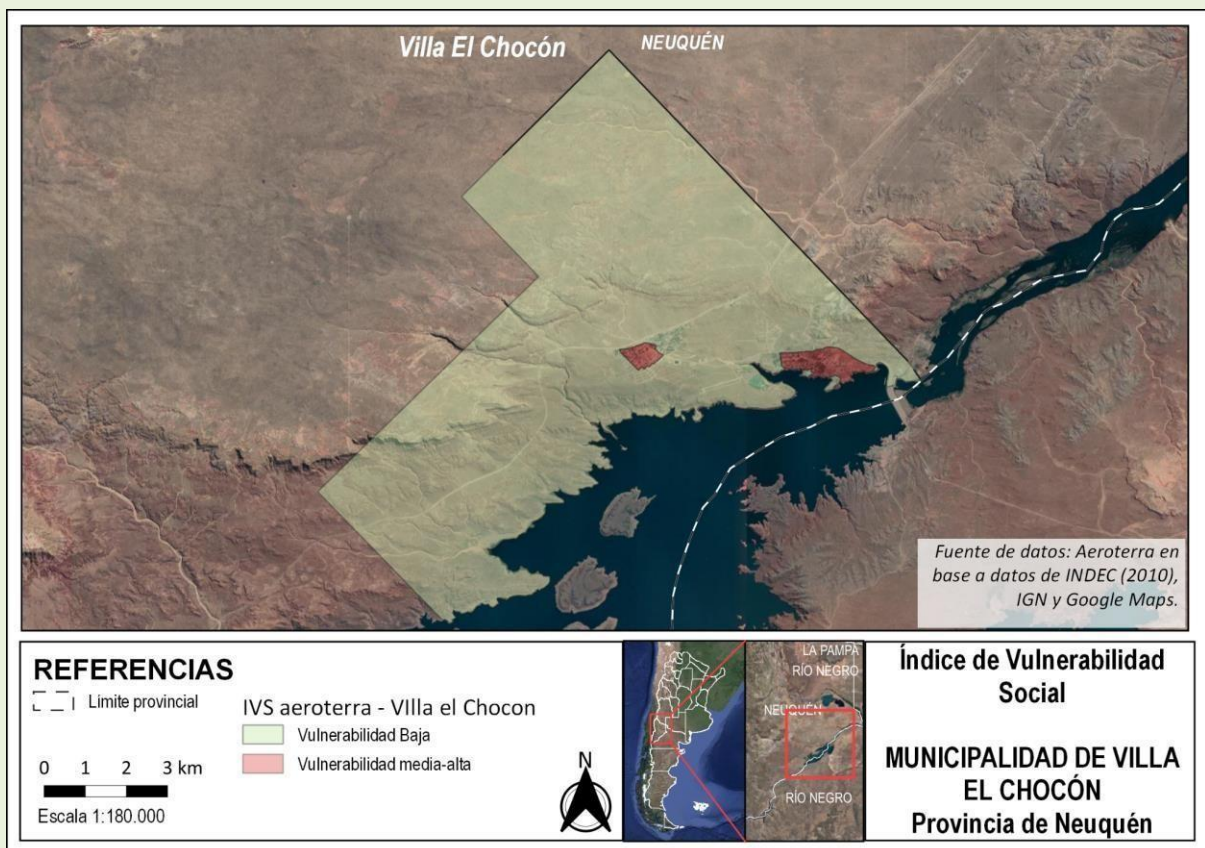 Villa El Chocón
NEUQUÉN
Fuente de datos: Aeroterra en
base a datos de INDEC (2010),
IGN y Google Maps.
REFERENCIAS
Límite provincial
0 1 2 3 km
Escala 1:180.000
IVS aeroterra - VIlla el Chocon
Vulnerabilidad Baja
Vulnerabilidad media-alta
N
LA PAMPA
RÍO NEGRO
NEUQUÉN
RÍO NEGRO
Índice de Vulnerabilidad
Social
MUNICIPALIDAD DE VILLA
EL CHOCÓN
Provincia de Neuquén